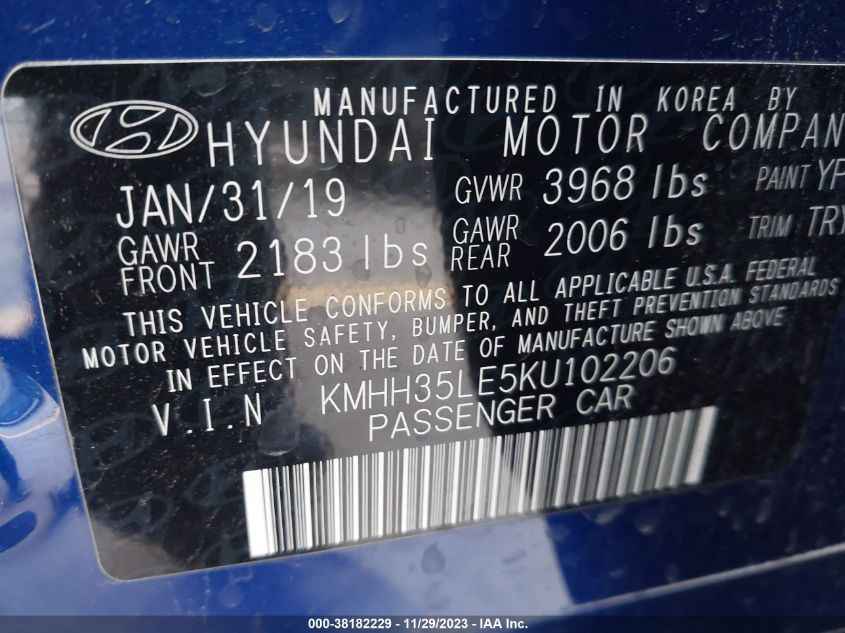 MANUFACTURED IN KOREA BY
HYUNDAI MOTOR COMPAN
JAN/31/19 GVWR 3968 lbs PAINT YP
GAWR FRONT 2183 lbs GAWR REAR 2006 lbs TRIM TRY
THIS VEHICLE CONFORMS TO ALL APPLICABLE U.S.A. FEDERAL
MOTOR VEHICLE SAFETY, BUMPER, AND THEFT PREVENTION STANDARDS
IN EFFECT ON THE DATE OF MANUFACTURE SHOWN ABOVE
V.I.N KMHH35LE5KU102206
PASSENGER CAR
000-38182229 - 11/29/2023 - IAA Inc.